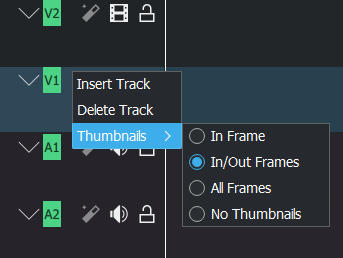 V2
V1
Insert Track
Delete Track
Thumbnails
In Frame
In/Out Frames
All Frames
No Thumbnails
A1
A2